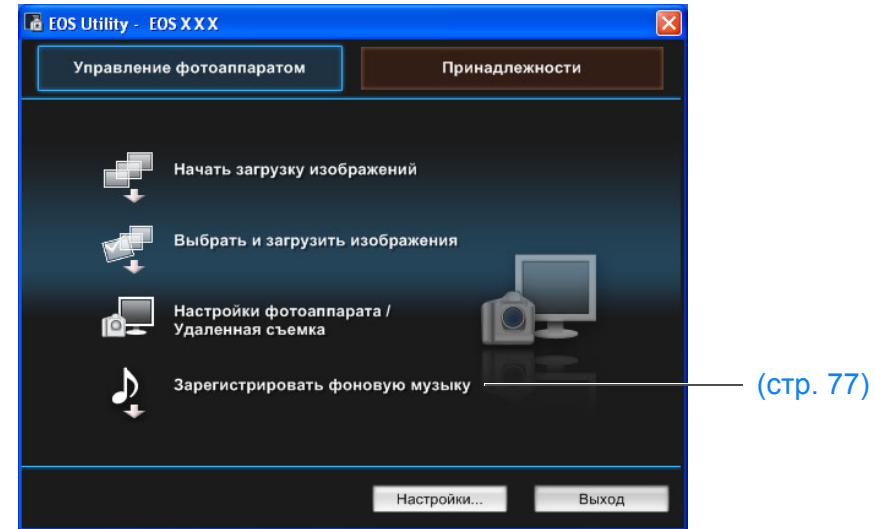 EOS Utility - EOS X X X
Управление фотоаппаратом
Принадлежности
Начать загрузку изображений
Выбрать и загрузить изображения
Настройки фотоаппарата /
Удаленная съемка
Зарегистрировать фоновую музыку
(стр. 77)
Настройки...
Выход